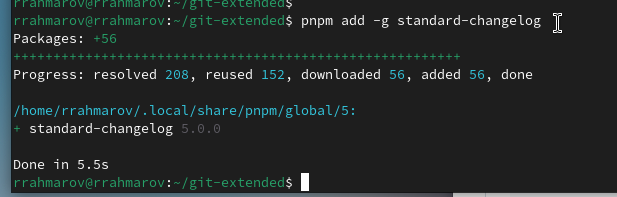 rrahmarov@rrahmarov:~/git-extended$
rrahmarov@rrahmarov:~/git-extended$ pnpm add -g standard-changelog
Packages: +56
++++++++++++++++++++++++++++++++++++++++++++++++++++++++
Progress: resolved 208, reused 152, downloaded 56, added 56, done
/home/rrahmarov/.local/share/pnpm/global/5:
+ standard-changelog 5.0.0
Done in 5.5s
rrahmarov@rrahmarov:~/git-extended$